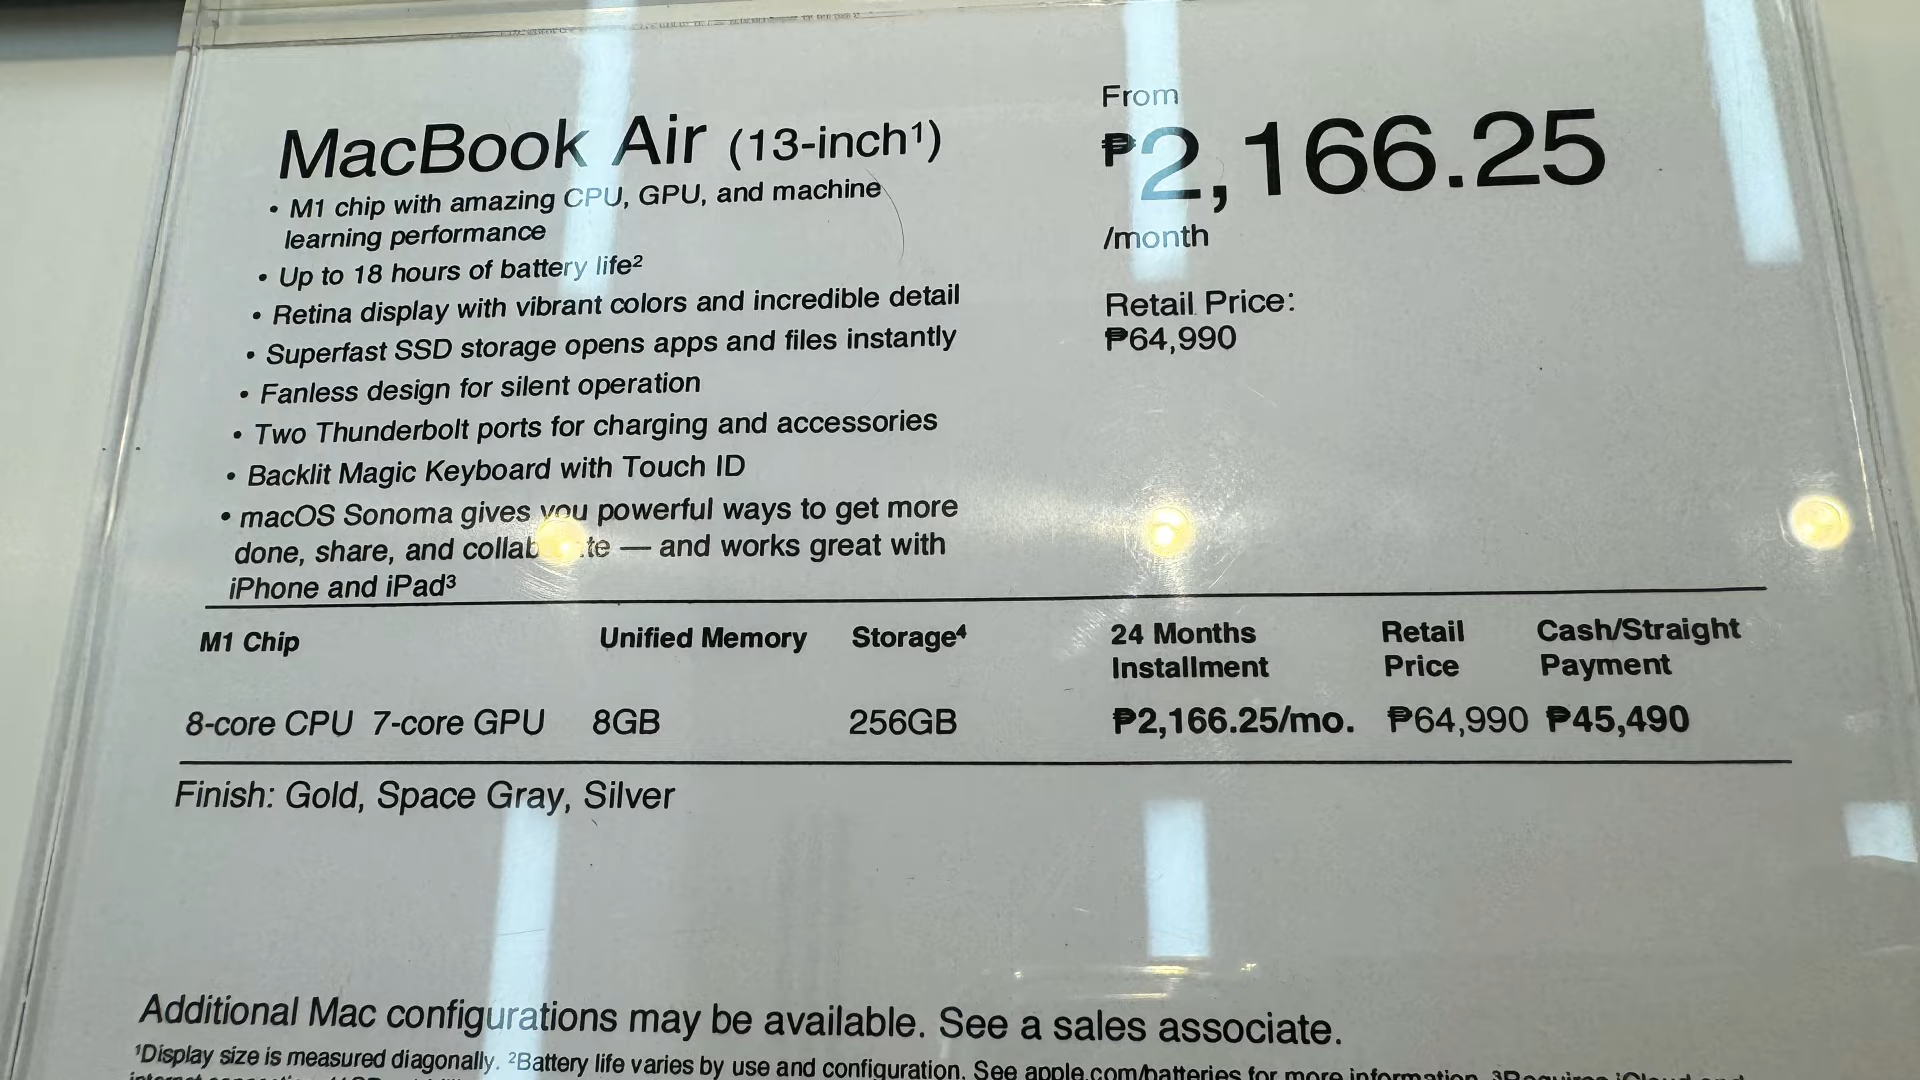 MacBook Air (13-inch¹)
• M1 chip with amazing CPU, GPU, and machine
learning performance
• Up to 18 hours of battery life²
• Retina display with vibrant colors and incredible detail
• Superfast SSD storage opens apps and files instantly
• Fanless design for silent operation
• Two Thunderbolt ports for charging and accessories
• Backlit Magic Keyboard with Touch ID
• macOS Sonoma gives you powerful ways to get more
done, share, and — and works great with
iPhone and iPad³
From
₱2,166.25
/month
Retail Price:
₱64,990
M1 Chip Unified Memory Storage⁴ 24 Months Installment Retail Price Cash/Straight Payment
8-core CPU 7-core GPU 8GB 256GB ₱2,166.25/mo. ₱64,990 ₱45,490
Finish: Gold, Space Gray, Silver
Additional Mac configurations may be available. See a sales associate.
¹Display size is measured diagonally. ²Battery life varies by use and configuration. See apple.com/batteries for more information.